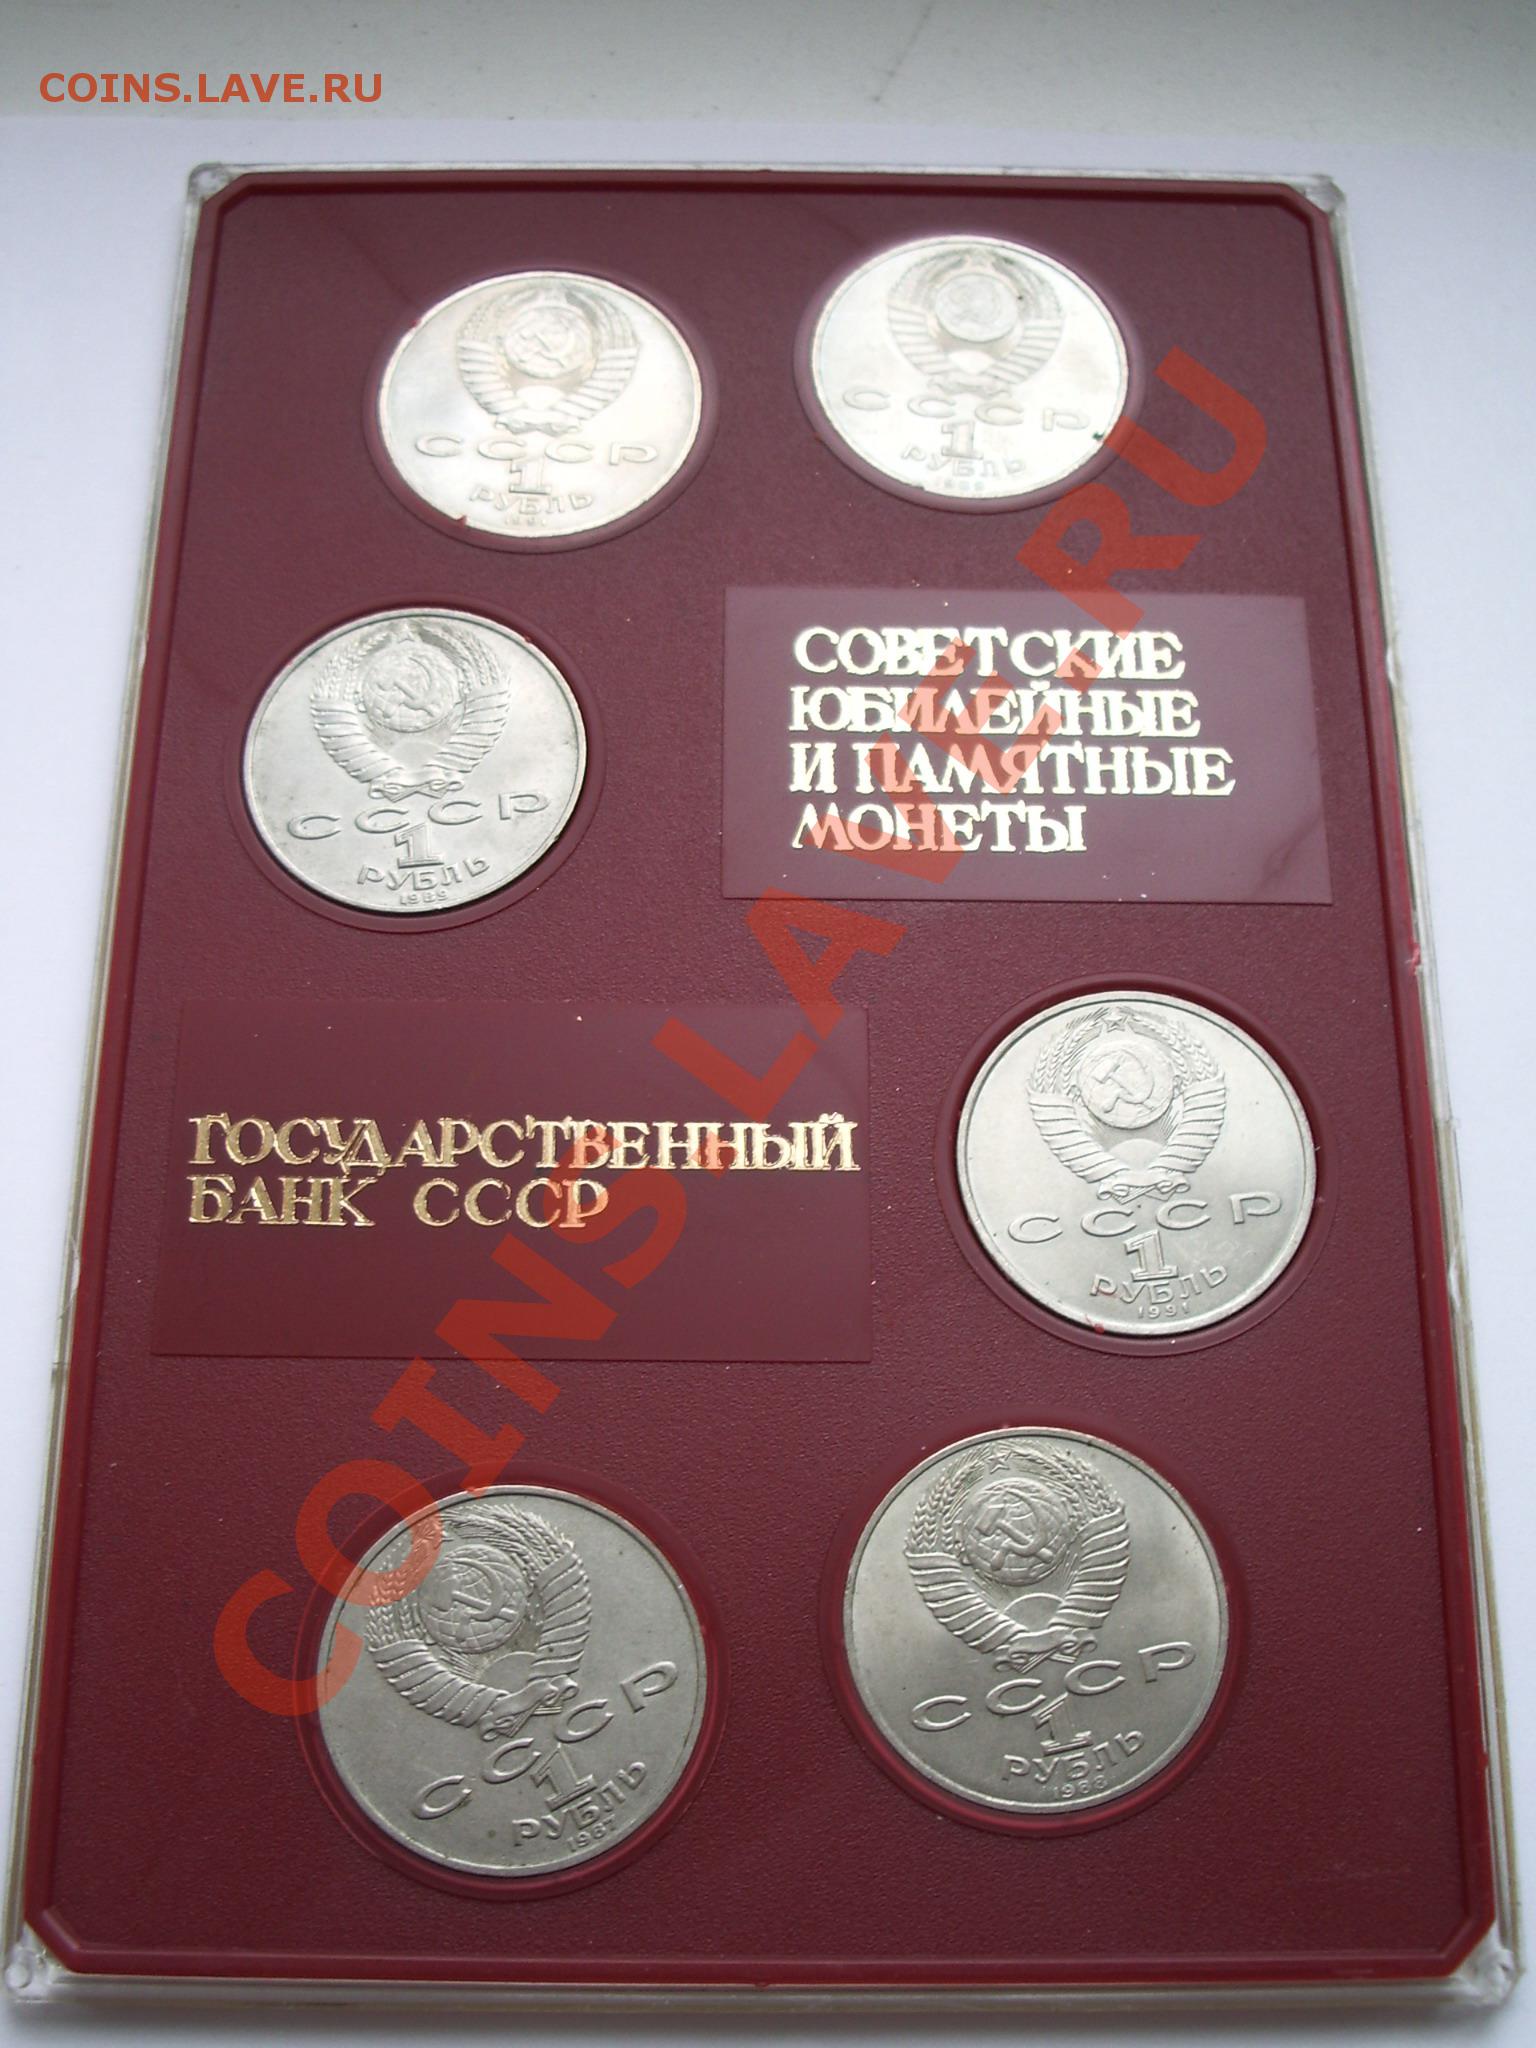 COINS.LAVE.RU
СССР
1
РУБЛЬ
1991
СССР
1
РУБЛЬ
1989
СССР
1
РУБЛЬ
1989
СОВЕТСКИЕ
ЮБИЛЕЙНЫЕ
И ПАМЯТНЫЕ
МОНЕТЫ
ГОСУДАРСТВЕННЫЙ
БАНК СССР
СССР
1
РУБЛЬ
1991
СССР
1
РУБЛЬ
1987
СССР
1
РУБЛЬ
1988
COINS.LAVE.RU